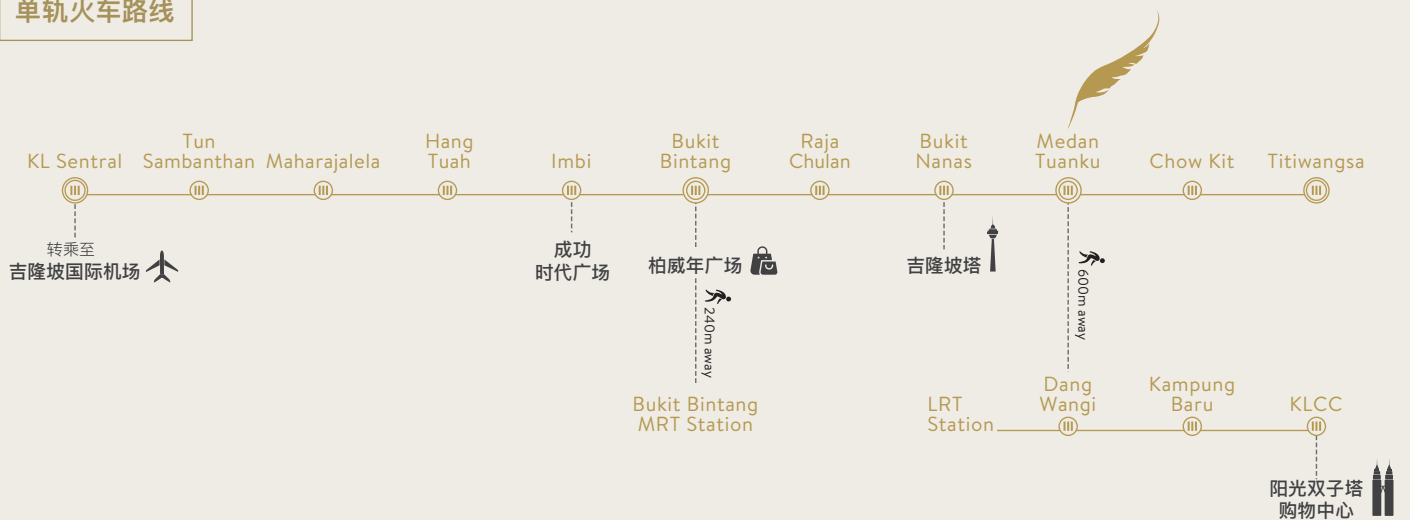 单轨火车路线
KL Sentral
Tun
Sambanthan
Maharajalela
Hang
Tuah
Imbi
Bukit
Bintang
Raja
Chulan
Bukit
Nanas
Medan
Tuanku
Chow Kit
Titiwangsa
转乘至
吉隆坡国际机场
成功
时代广场
柏威年广场
240m away
吉隆坡塔
600m away
Bukit Bintang
MRT Station
LRT
Station
Dang
Wangi
Kampung
Baru
KLCC
阳光双子塔
购物中心